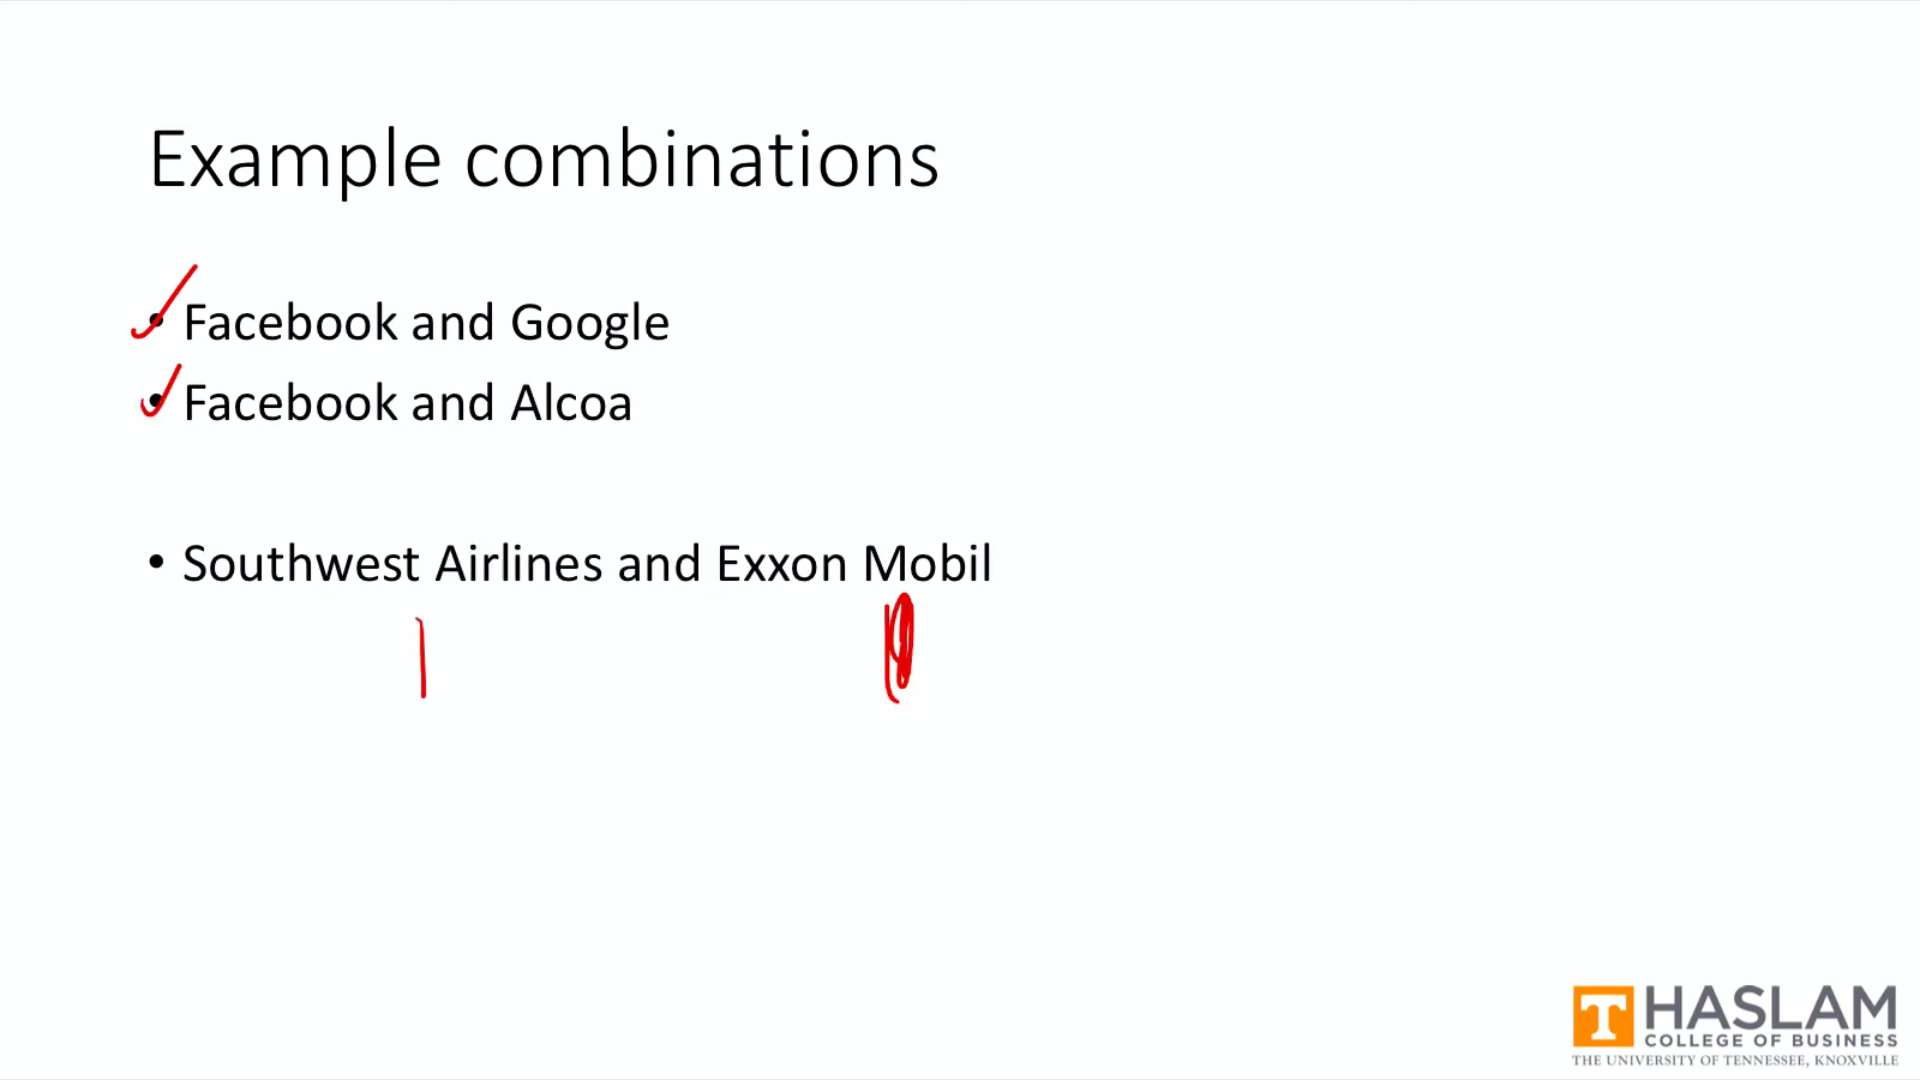 Example combinations
• Facebook and Google
• Facebook and Alcoa
• Southwest Airlines and Exxon Mobil
T HASLAM
COLLEGE OF BUSINESS
THE UNIVERSITY OF TENNESSEE, KNOXVILLE